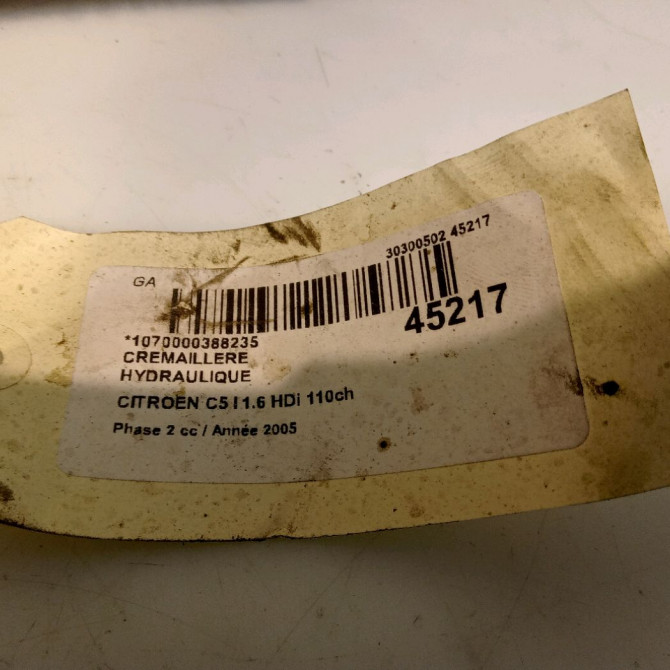 GA
30300502 45217
45217
*1070000388235
CREMAILLERE
HYDRAULIQUE
CITROEN C5 I 1.6 HDi 110ch
Phase 2 cc / Année 2005